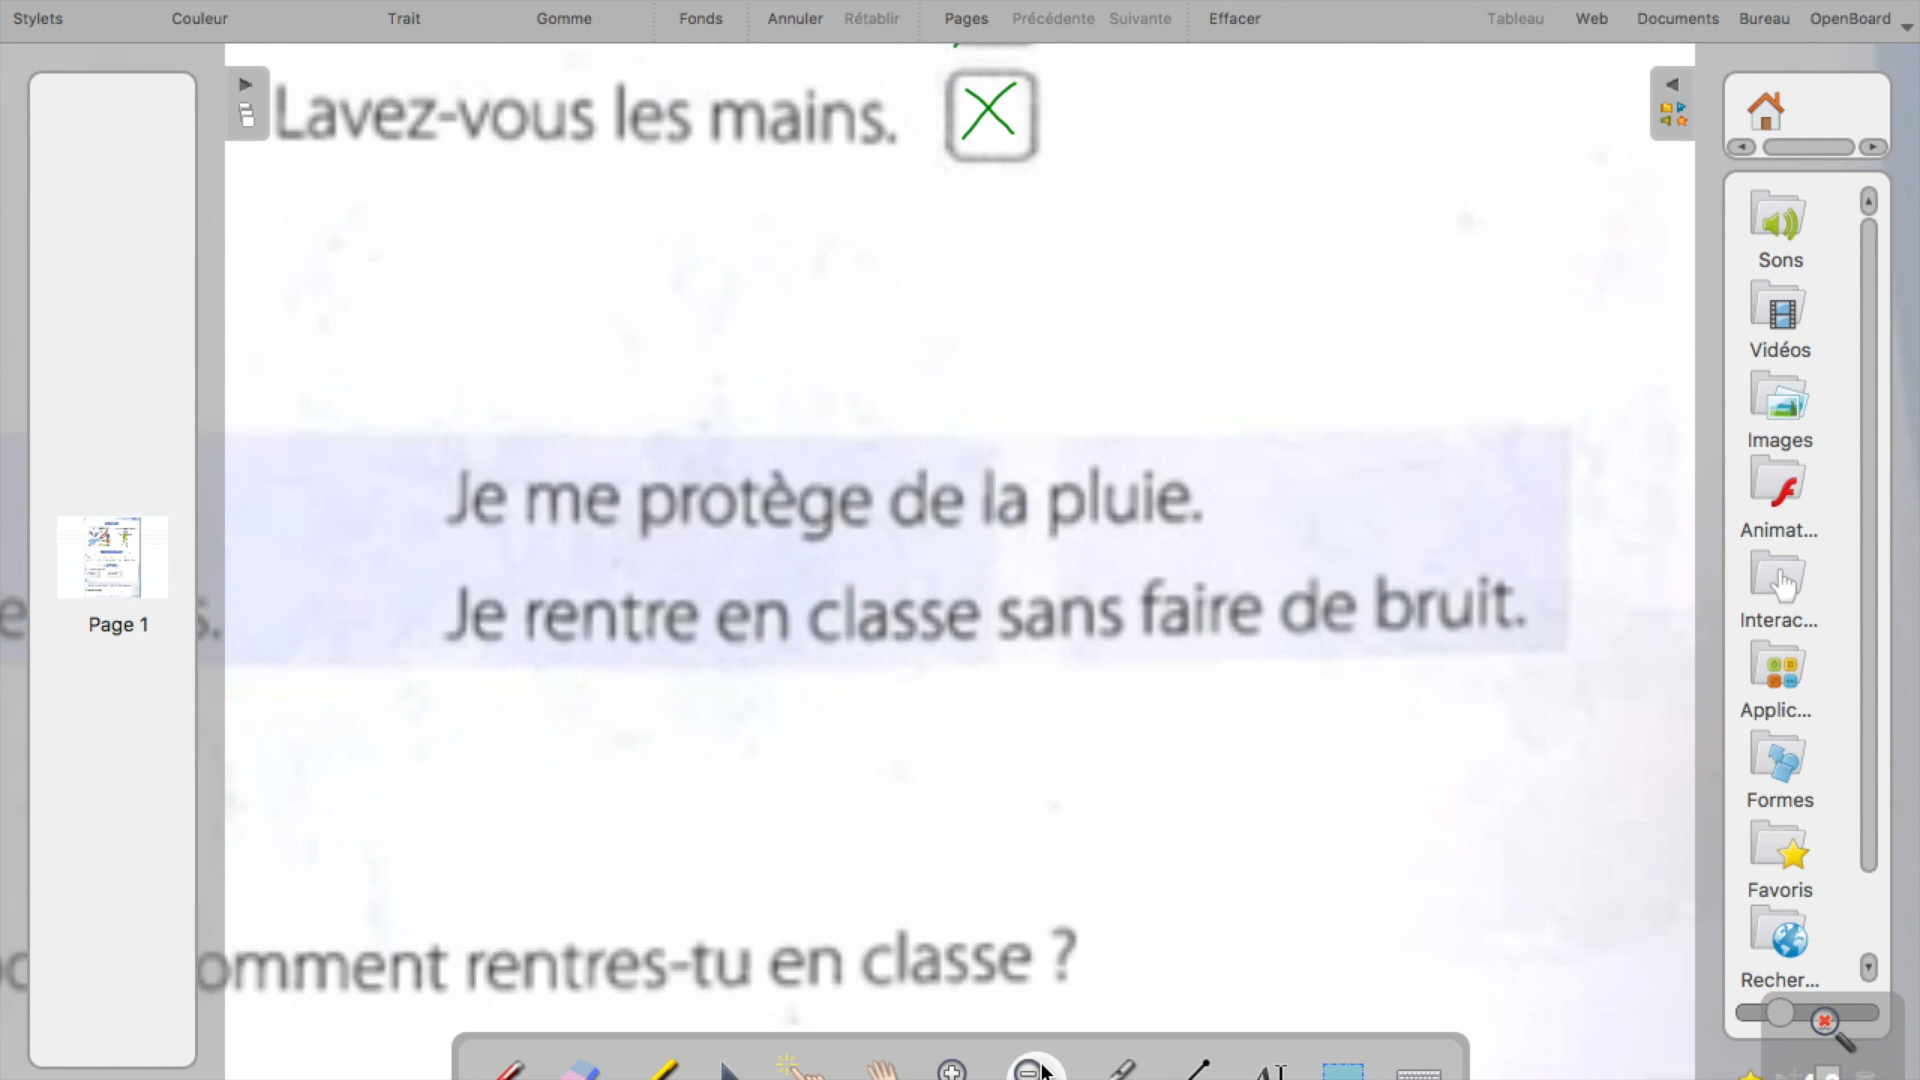 Stylets Couleur Trait Gomme Fonds Annuler Rétablir Pages Précédente Suivante Effacer Tableau Web Documents Bureau OpenBoard
Lavez-vous les mains.
Je me protège de la pluie.
Je rentre en classe sans faire de bruit.
omment rentres-tu en classe ?
Page 1
Sons
Vidéos
Images
Animat...
Interac...
Applic...
Formes
Favoris
Recher...